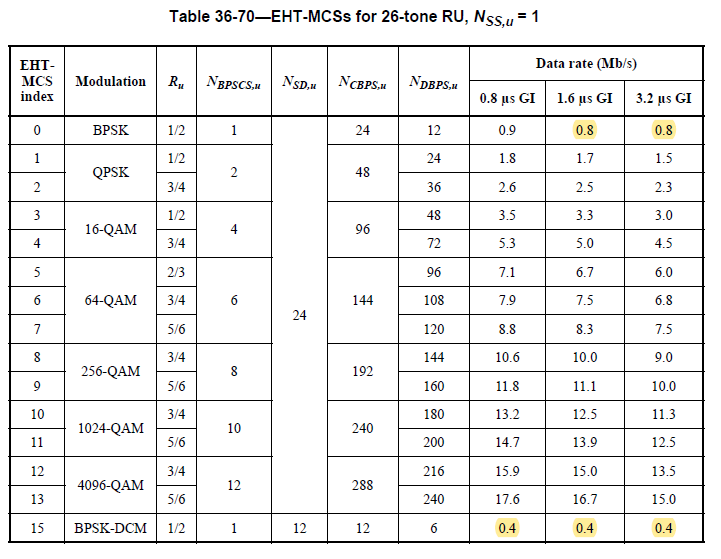 Table 36-70—EHT-MCSs for 26-tone RU, N_SS,u = 1
EHT-MCS index Modulation R_u N_BPSCS,u N_SD,u N_CBPS,u N_DBPS,u Data rate (Mb/s)
0.8 µs GI 1.6 µs GI 3.2 µs GI
0 BPSK 1/2 1 24 24 12 0.9 0.8 0.8
1 QPSK 1/2 2 48 24 1.8 1.7 1.5
2 3/4 36 2.6 2.5 2.3
3 16-QAM 1/2 4 96 48 3.5 3.3 3.0
4 3/4 72 5.3 5.0 4.5
5 64-QAM 2/3 6 144 96 7.1 6.7 6.0
6 3/4 108 7.9 7.5 6.8
7 5/6 120 8.8 8.3 7.5
8 256-QAM 3/4 8 192 144 10.6 10.0 9.0
9 5/6 160 11.8 11.1 10.0
10 1024-QAM 3/4 10 240 180 13.2 12.5 11.3
11 5/6 200 14.7 13.9 12.5
12 4096-QAM 3/4 12 288 216 15.9 15.0 13.5
13 5/6 240 17.6 16.7 15.0
15 BPSK-DCM 1/2 1 12 12 6 0.4 0.4 0.4